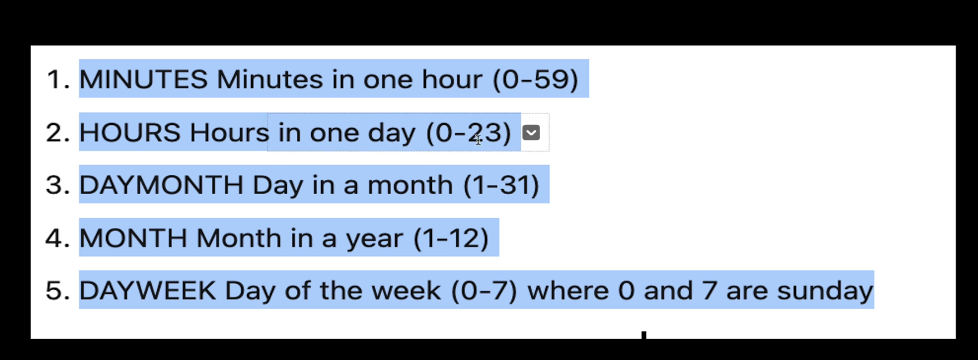 1. MINUTES Minutes in one hour (0-59)
2. HOURS Hours in one day (0-23)
3. DAYMONTH Day in a month (1-31)
4. MONTH Month in a year (1-12)
5. DAYWEEK Day of the week (0-7) where 0 and 7 are sunday